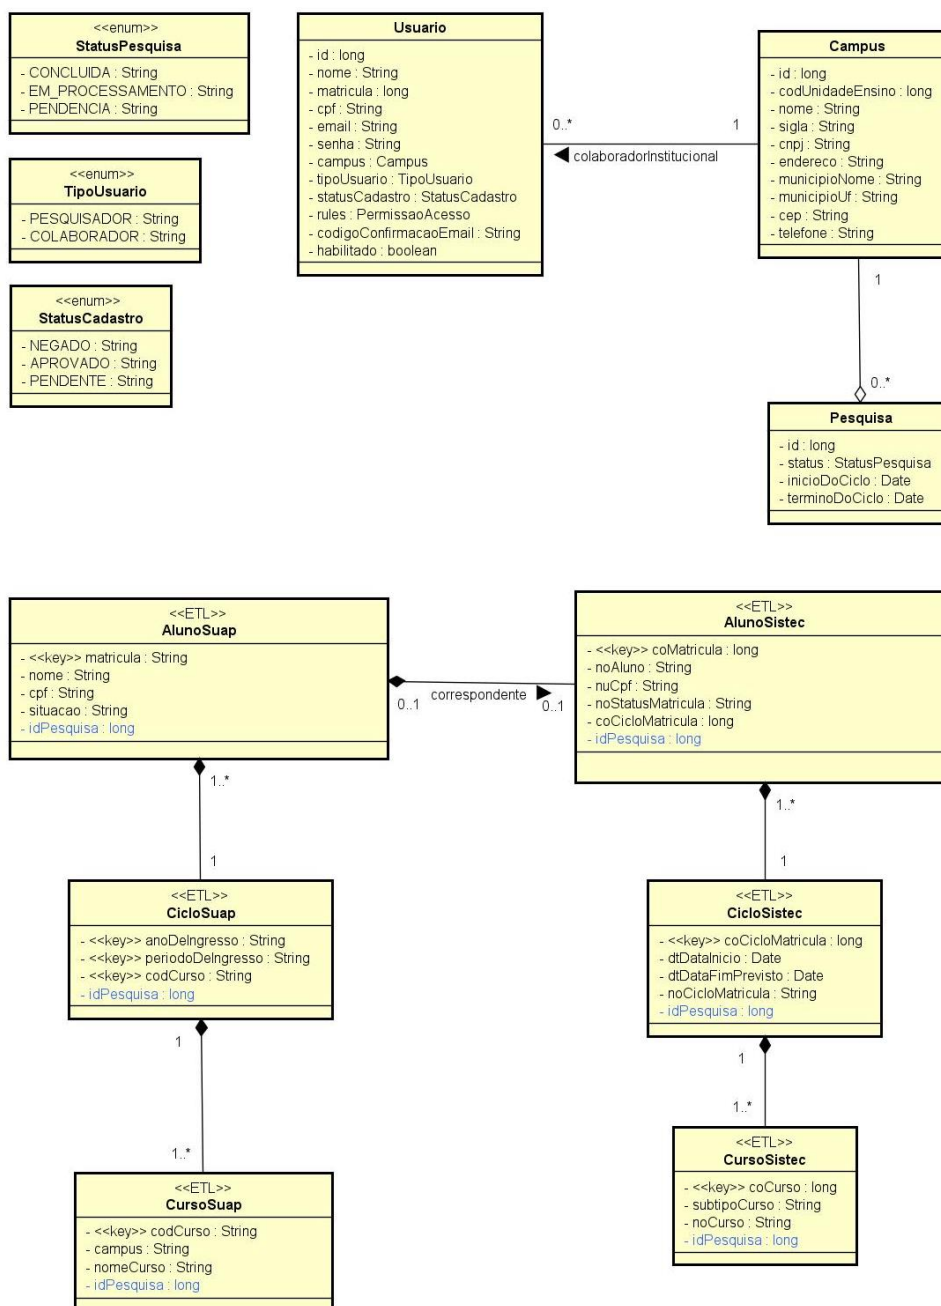 <<enum>>
StatusPesquisa
- CONCLUIDA : String
- EM_PROCESSAMENTO : String
- PENDENCIA : String
<<enum>>
TipoUsuario
- PESQUISADOR : String
- COLABORADOR : String
<<enum>>
StatusCadastro
- NEGADO : String
- APROVADO : String
- PENDENTE : String
Usuario
- id : long
- nome : String
- matricula : long
- cpf : String
- email : String
- senha : String
- campus : Campus
- tipoUsuario : TipoUsuario
- statusCadastro : StatusCadastro
- rules : PermissaoAcesso
- codigoConfirmacaoEmail : String
- habilitado : boolean
0..*
1
colaboradorInstitucional
Campus
- id : long
- codUnidadeEnsino : long
- nome : String
- sigla : String
- cnpj : String
- endereco : String
- municipioNome : String
- municipioUf : String
- cep : String
- telefone : String
1
0..*
Pesquisa
- id : long
- status : StatusPesquisa
- inicioDoCiclo : Date
- terminoDoCiclo : Date
<<ETL>>
AlunoSuap
- <<key>> matricula : String
- nome : String
- cpf : String
- situacao : String
- idPesquisa : long
0..1
correspondente
0..1
<<ETL>>
AlunoSistec
- <<key>> coMatricula : long
- noAluno : String
- nuCpf : String
- noStatusMatricula : String
- coCicloMatricula : long
- idPesquisa : long
1..*
1
1..*
1
<<ETL>>
CicloSuap
- <<key>> anoDeIngresso : String
- <<key>> periodoDeIngresso : String
- <<key>> codCurso : String
- idPesquisa : long
<<ETL>>
CicloSistec
- <<key>> coCicloMatricula : long
- dtDataInicio : Date
- dtDataFimPrevisto : Date
- noCicloMatricula : String
- idPesquisa : long
1
1..*
1
1..*
<<ETL>>
CursoSuap
- <<key>> codCurso : String
- campus : String
- nomeCurso : String
- idPesquisa : long
<<ETL>>
CursoSistec
- <<key>> coCurso : long
- subtipoCurso : String
- noCurso : String
- idPesquisa : long